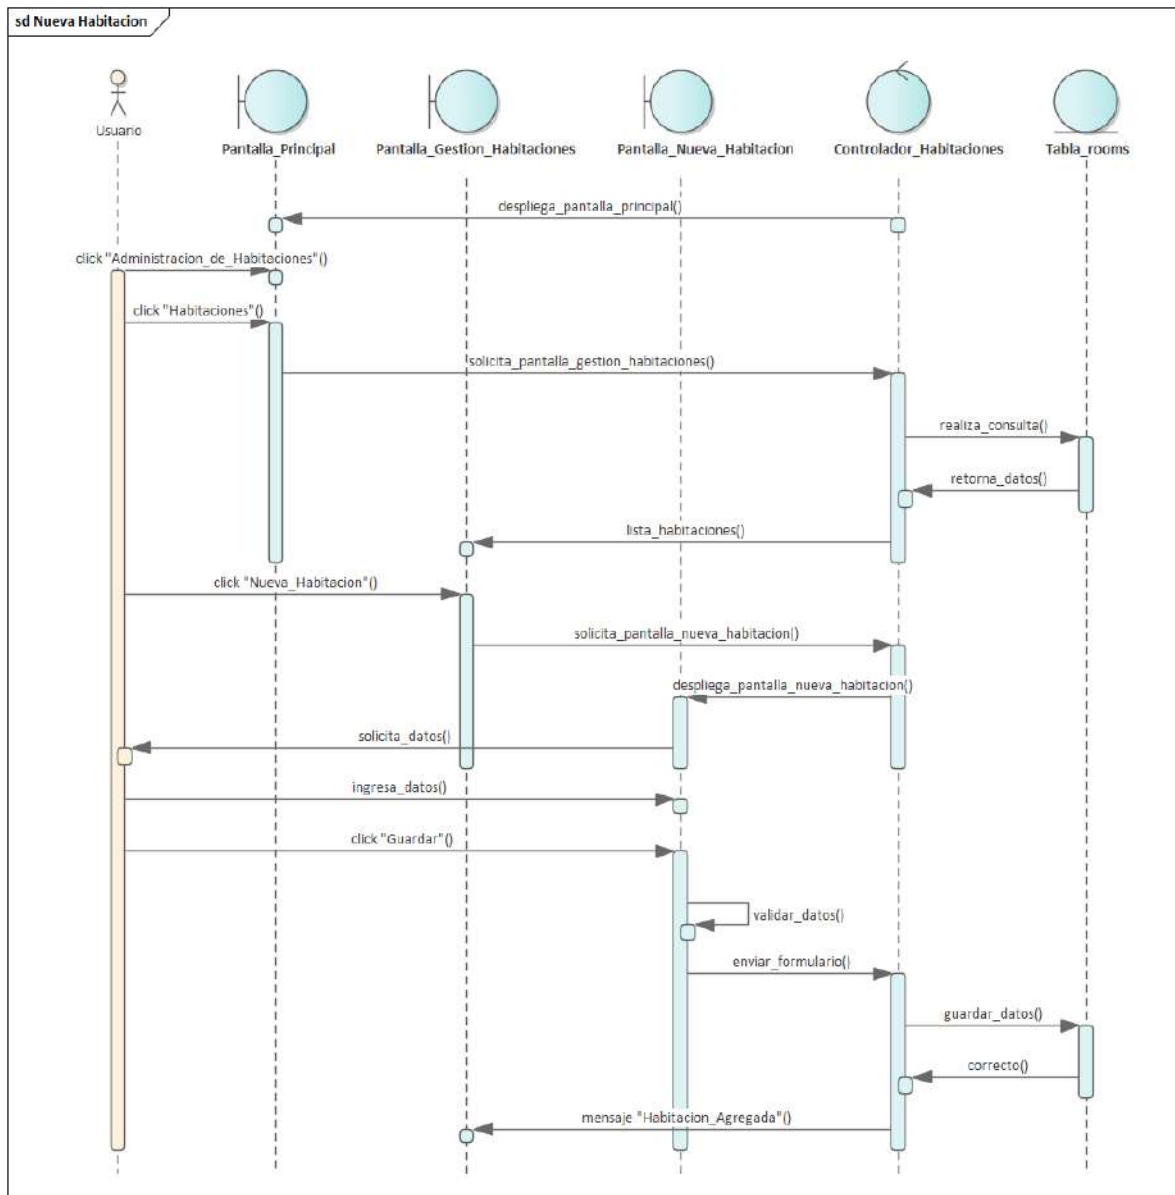 sd Nueva Habitacion
Usuario
Pantalla_Principal
Pantalla_Gestion_Habitaciones
Pantalla_Nueva_Habitacion
Controlador_Habitaciones
Tabla_rooms
despliega_pantalla_principal()
click "Administracion_de_Habitaciones"()
click "Habitaciones"()
solicita_pantalla_gestion_habitaciones()
realiza_consulta()
retorna_datos()
lista_habitaciones()
click "Nueva_Habitacion"()
solicita_pantalla_nueva_habitacion()
despliega_pantalla_nueva_habitacion()
solicita_datos()
ingresa_datos()
click "Guardar"()
validar_datos()
enviar_formulario()
guardar_datos()
correcto()
mensaje "Habitacion_Agregada"()